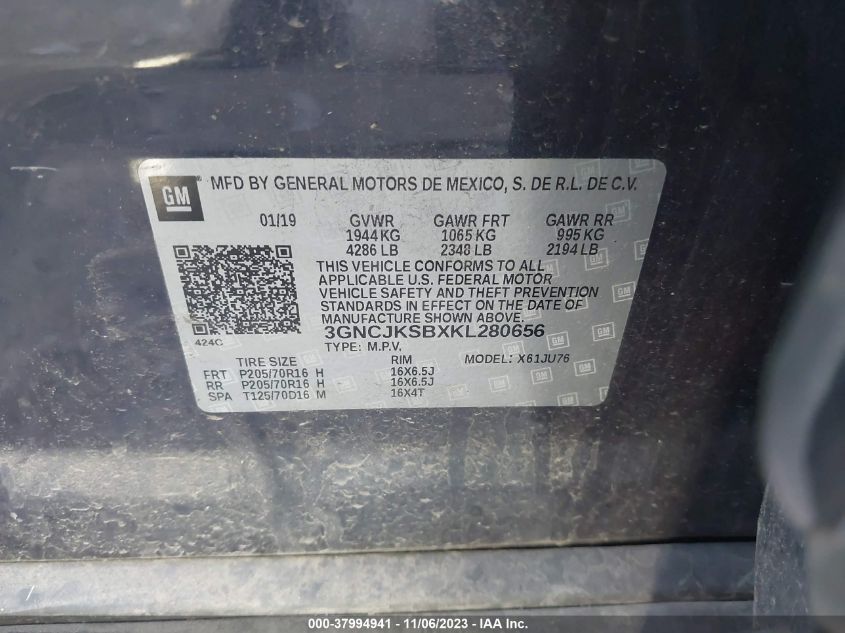 GM
MFD BY GENERAL MOTORS DE MEXICO, S. DE R.L. DE C.V.
01/19 GVWR GAWR FRT GAWR RR
1944 KG 1065 KG 995 KG
4286 LB 2348 LB 2194 LB
THIS VEHICLE CONFORMS TO ALL
APPLICABLE U.S. FEDERAL MOTOR
VEHICLE SAFETY AND THEFT PREVENTION
STANDARDS IN EFFECT ON THE DATE OF
MANUFACTURE SHOWN ABOVE.
424C
3GNCJKSBXKL280656
TYPE: M.P.V. MODEL: X61JU76
TIRE SIZE RIM
FRT P205/70R16 H 16X6.5J
RR P205/70R16 H 16X6.5J
SPA T125/70D16 M 16X4T
000-37994941 - 11/06/2023 - IAA Inc.